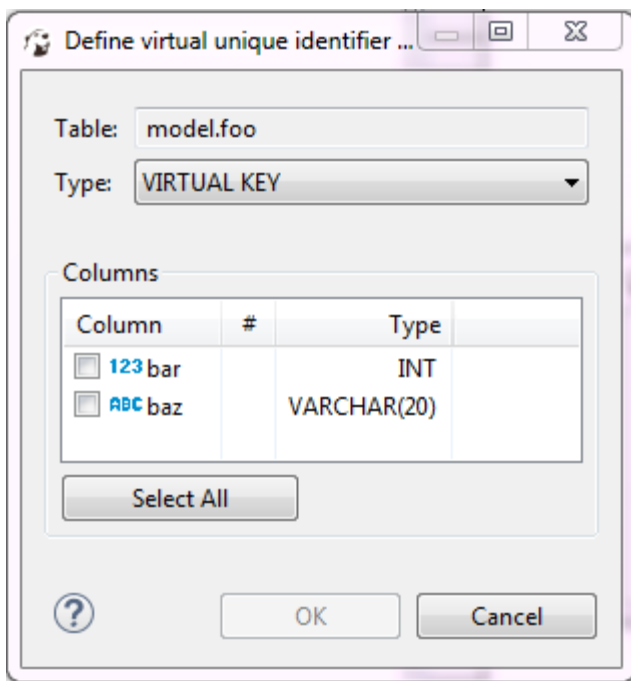 Define virtual unique identifier ...
Table: model.foo
Type: VIRTUAL KEY
Columns
Column # Type
123 bar INT
ABC baz VARCHAR(20)
Select All
? OK Cancel